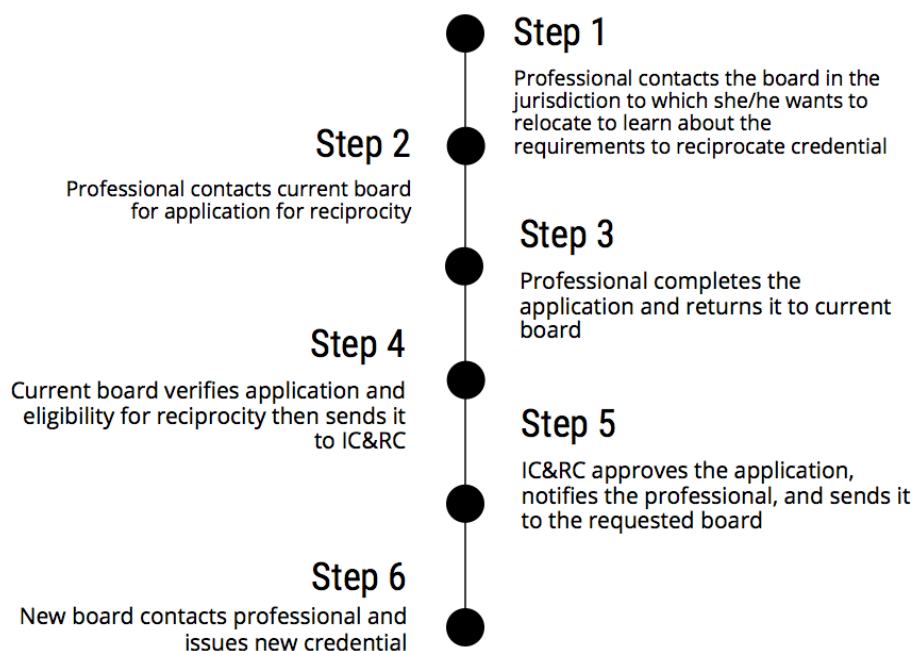 Step 1
Professional contacts the board in the
jurisdiction to which she/he wants to
relocate to learn about the
requirements to reciprocate credential
Step 2
Professional contacts current board
for application for reciprocity
Step 3
Professional completes the
application and returns it to current
board
Step 4
Current board verifies application and
eligibility for reciprocity then sends it
to IC&RC
Step 5
IC&RC approves the application,
notifies the professional, and sends it
to the requested board
Step 6
New board contacts professional and
issues new credential